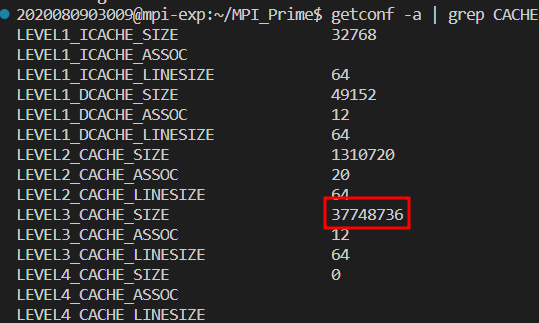 2020080903009@mpi-exp:~/MPI_Prime$ getconf -a | grep CACHE
LEVEL1_ICACHE_SIZE 32768
LEVEL1_ICACHE_ASSOC
LEVEL1_ICACHE_LINESIZE 64
LEVEL1_DCACHE_SIZE 49152
LEVEL1_DCACHE_ASSOC 12
LEVEL1_DCACHE_LINESIZE 64
LEVEL2_CACHE_SIZE 1310720
LEVEL2_CACHE_ASSOC 20
LEVEL2_CACHE_LINESIZE 64
LEVEL3_CACHE_SIZE 37748736
LEVEL3_CACHE_ASSOC 12
LEVEL3_CACHE_LINESIZE 64
LEVEL4_CACHE_SIZE 0
LEVEL4_CACHE_ASSOC
LEVEL4_CACHE_LINESIZE